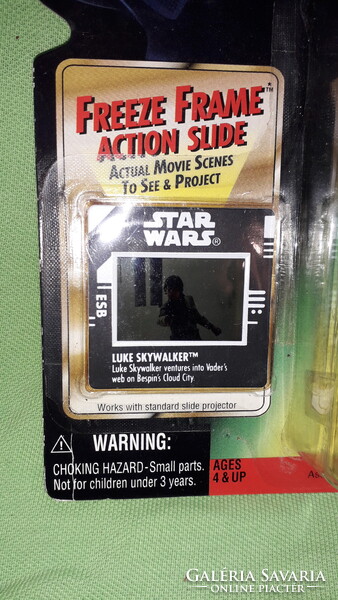 FREEZE FRAME™
ACTION SLIDE
ACTUAL MOVIE SCENES
TO SEE & PROJECT
STAR
WARS®
ESB
LUKE SKYWALKER™
Luke Skywalker ventures into Vader's
web on Bespin's Cloud City.
Works with standard slide projector
WARNING:
CHOKING HAZARD-Small parts.
Not for children under 3 years.
AGES
4 & UP
GALÉRIA SAVARIA
ONLINE PIACTÉR